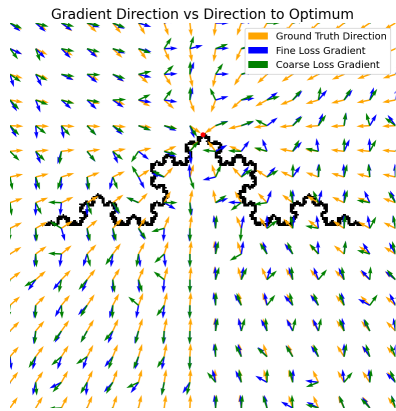 Gradient Direction vs Direction to Optimum
Ground Truth Direction
Fine Loss Gradient
Coarse Loss Gradient